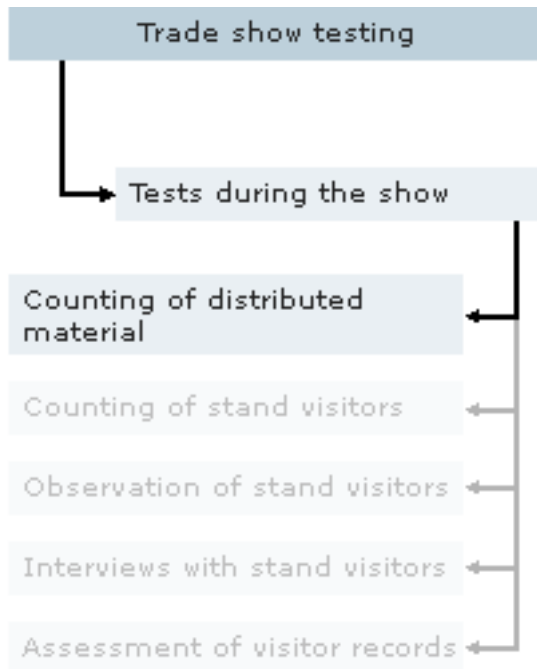 Trade show testing
Tests during the show
Counting of distributed
material
Counting of stand visitors
Observation of stand visitors
Interviews with stand visitors
Assessment of visitor records